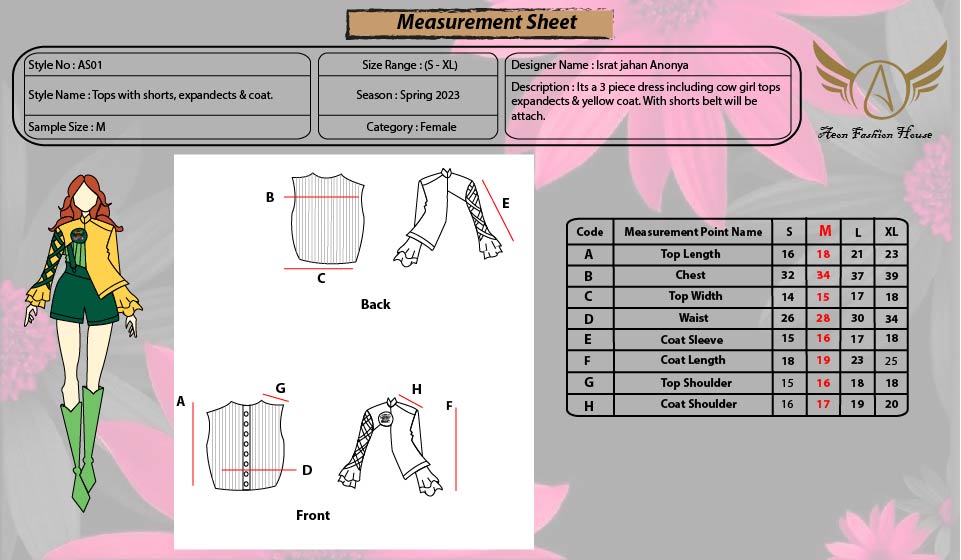 Measurement Sheet
Style No : AS01
Style Name : Tops with shorts, expandects & coat.
Sample Size : M
Size Range : (S - XL)
Season : Spring 2023
Category : Female
Designer Name : Israt jahan Anonya
Description : Its a 3 piece dress including cow girl tops
expandects & yellow coat. With shorts belt will be
attach.
A
Aeon Fashion House
B
E
C
Back
G
H
A
F
D
Front
Code Measurement Point Name S M L XL
A Top Length 16 18 21 23
B Chest 32 34 37 39
C Top Width 14 15 17 18
D Waist 26 28 30 34
E Coat Sleeve 15 16 17 18
F Coat Length 18 19 23 25
G Top Shoulder 15 16 18 18
H Coat Shoulder 16 17 19 20